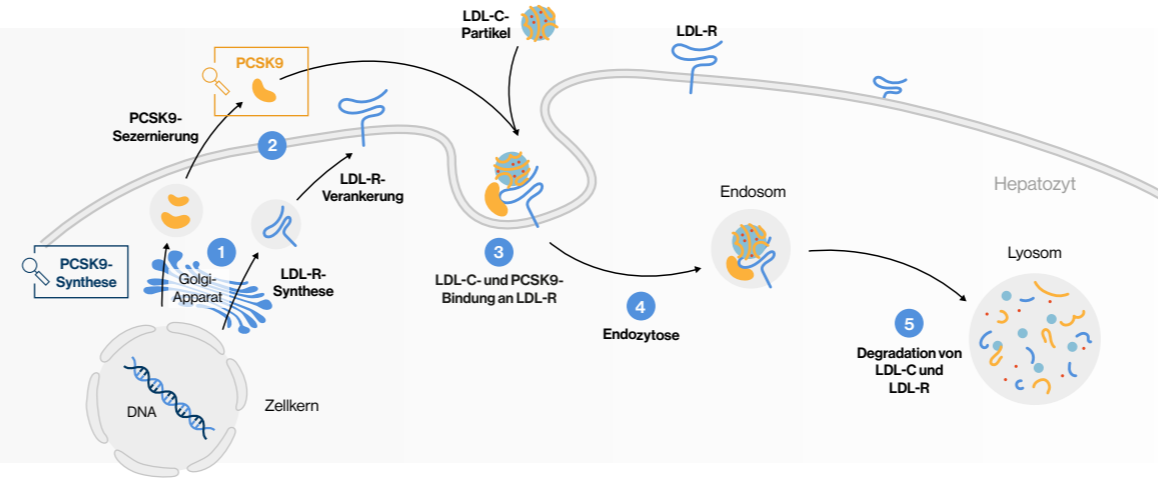 LDL-C-
Partikel
LDL-R
PCSK9
PCSK9-
Sezernierung
2
LDL-R-
Verankerung
Hepatozyt
Endosom
1
3
PCSK9-
Synthese
Golgi-
Apparat
LDL-R-
Synthese
LDL-C- und PCSK9-
Bindung an LDL-R
4
Endozytose
Lyosom
5
Degradation von
LDL-C und
LDL-R
DNA
Zellkern